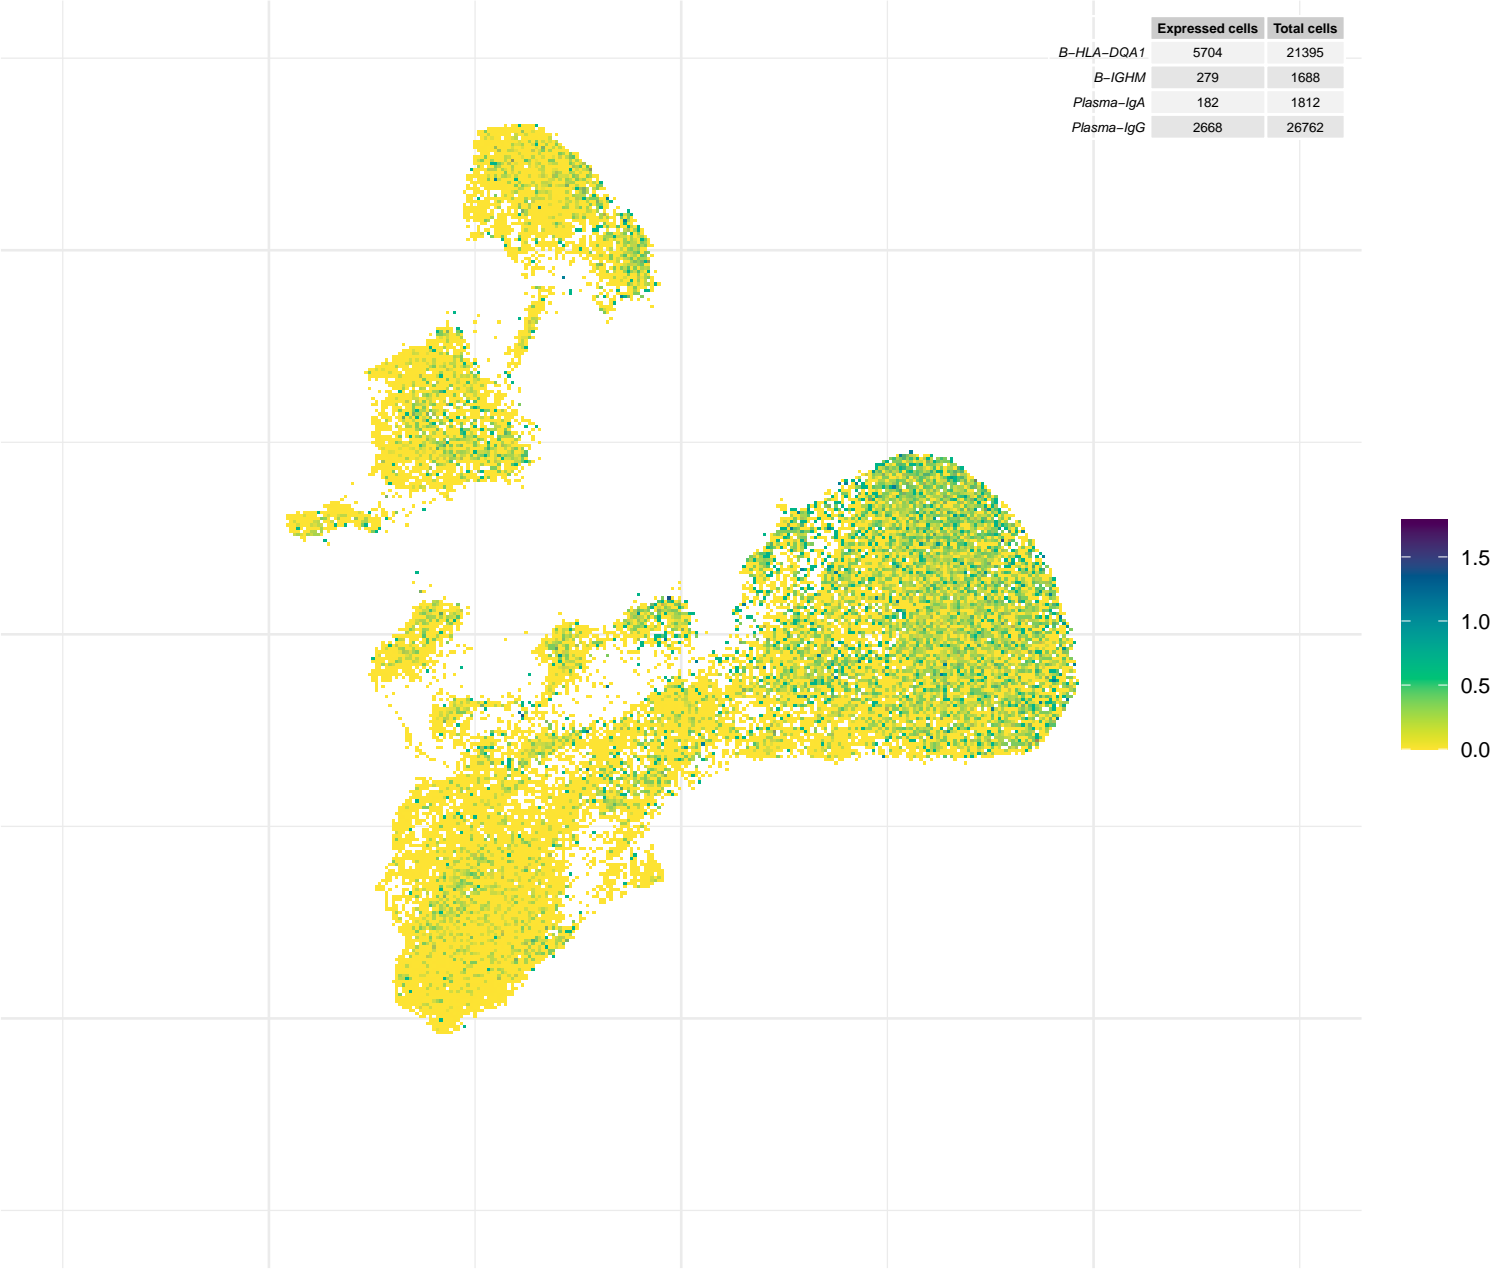 Expressed cells Total cells
B−HLA−DQA1 5704 21395
B−IGHM 279 1688
Plasma−IgA 182 1812
Plasma−IgG 2668 26762
1.5
1.0
0.5
0.0